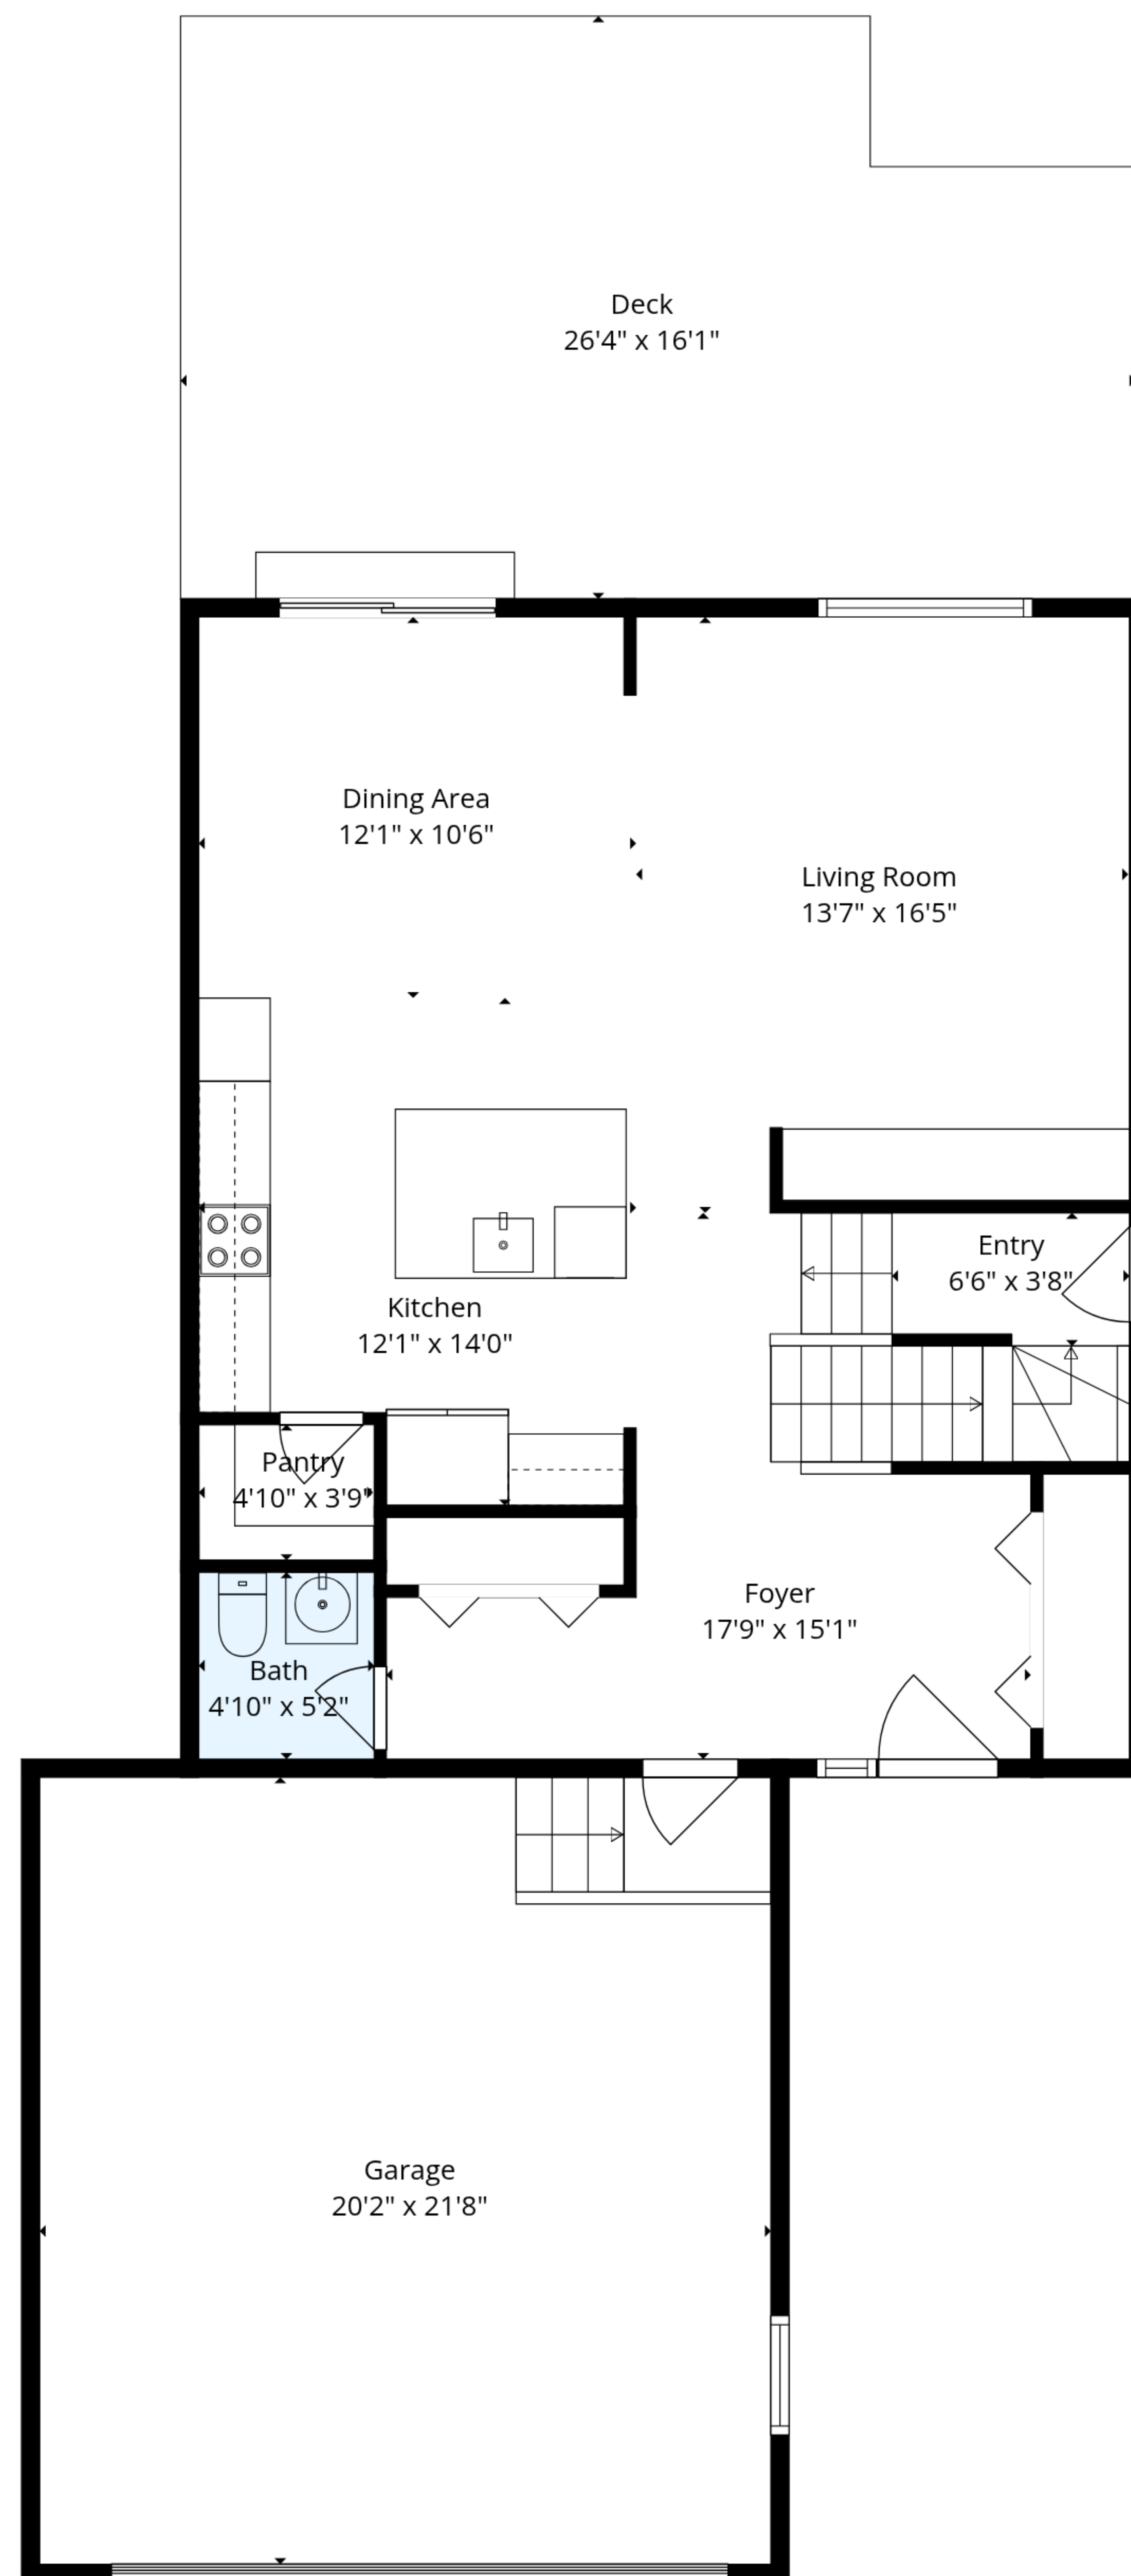 Deck
26'4" x 16'1"
Dining Area
12'1" x 10'6"
Living Room
13'7" x 16'5"
Entry
6'6" x 3'8"
Kitchen
12'1" x 14'0"
Pantry
4'10" x 3'9"
Foyer
17'9" x 15'1"
Bath
4'10" x 5'2"
Garage
20'2" x 21'8"